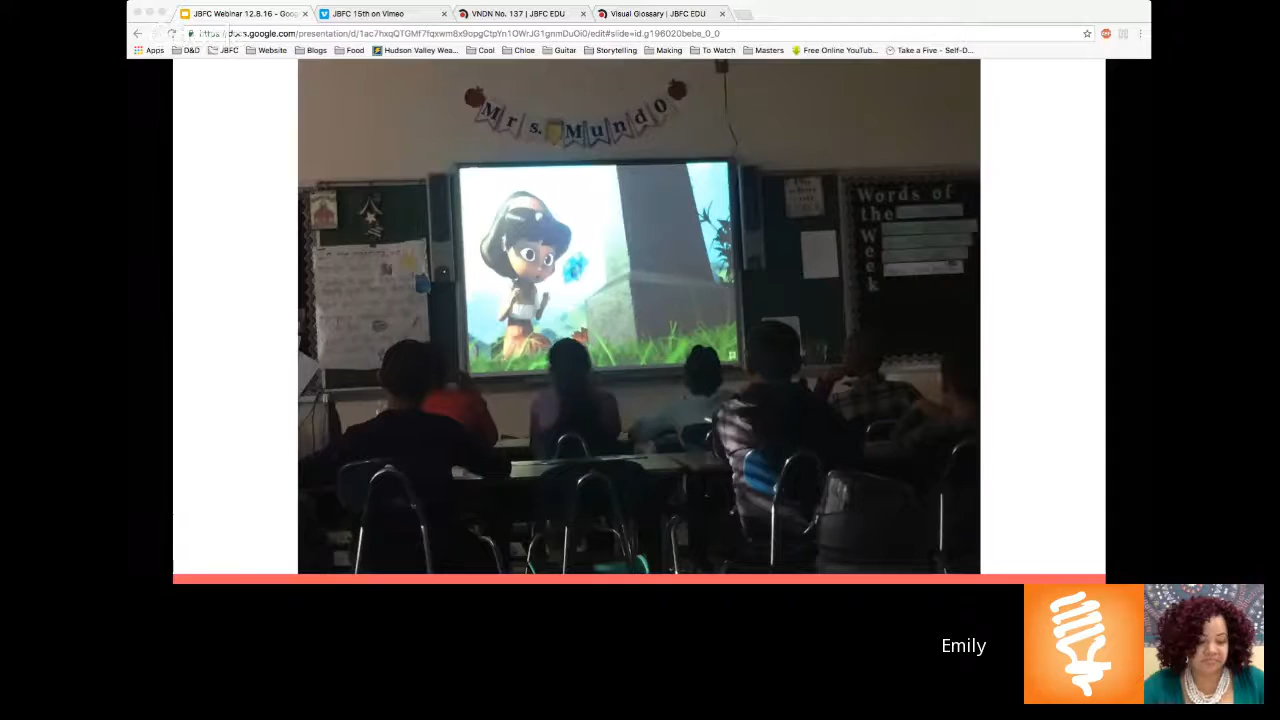 JBFC Webinar 12.8.16 - Goog
JBFC 15th on Vimeo
VNDN No. 137 | JBFC EDU
Visual Glossary | JBFC EDU
https://docs.google.com/presentation/d/1ac7hxqQTGMf7fqxwm8x9opgCtpYn1OWrJG1gnmDuOi0/edit#slide=id.g196020bebe_0_0
Apps D&D JBFC Website Blogs Food Hudson Valley Wea... Cool Chloe Guitar Storytelling Making To Watch Masters Free Online YouTub... Take a Five - Self-D...
Mrs. Mundo
Words of
the
Week
Emily